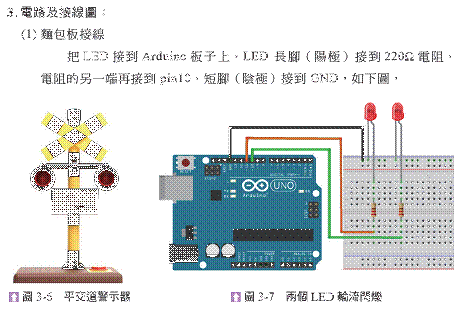 3. 電路及接線圖：
(1) 麵包板接線
把 LED 接到 Arduino 板子上，LED 長腳（陽極）接到 220Ω 電阻，
電阻的另一端再接到 pin10，短腳（陰極）接到 GND，如下圖，
UNO
Arduino
圖 3-6 平交道警示器
圖 3-7 兩個 LED 輪流閃爍